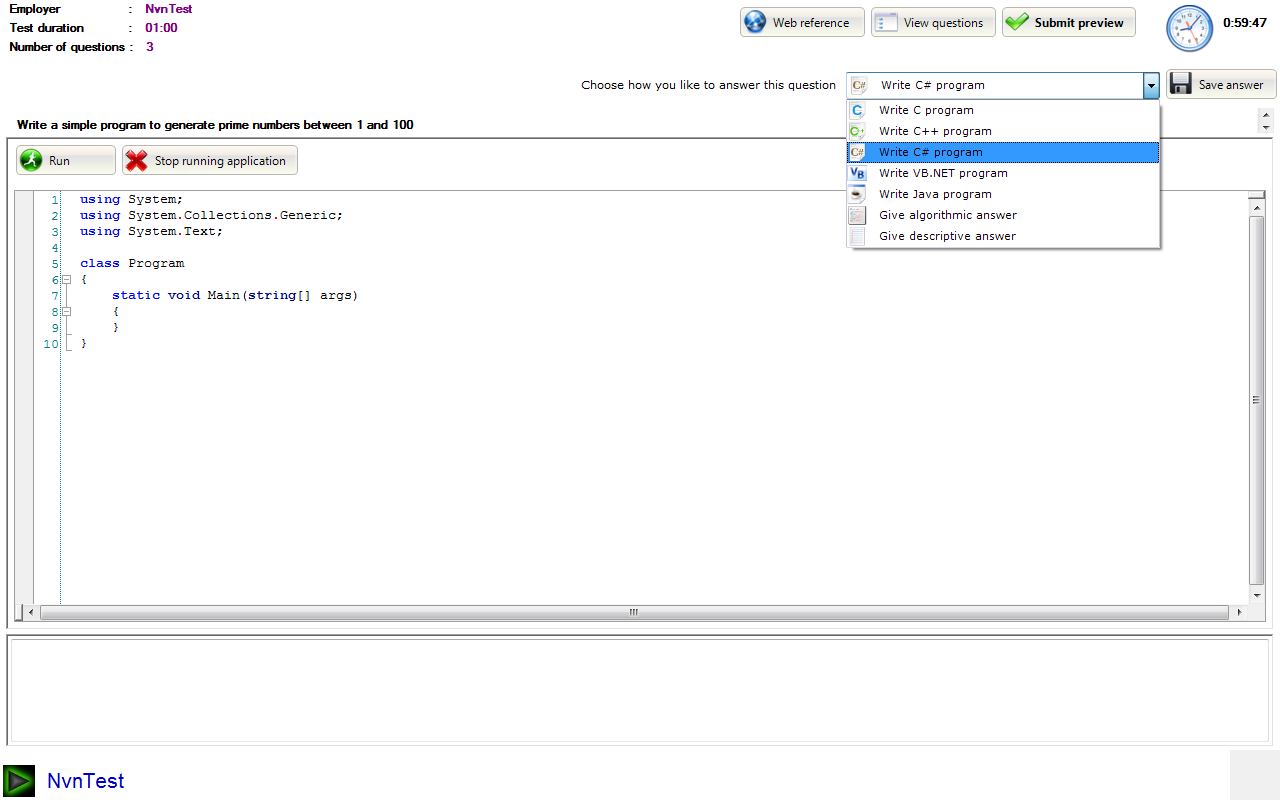 Employer : NvnTest
Test duration : 01:00
Number of questions : 3
Web reference
View questions
Submit preview
0:59:47
Choose how you like to answer this question
C# Write C# program
Save answer
C Write C program
C+ Write C++ program
C# Write C# program
VB Write VB.NET program
Write Java program
Give algorithmic answer
Give descriptive answer
Write a simple program to generate prime numbers between 1 and 100
Run
Stop running application
1 using System;
2 using System.Collections.Generic;
3 using System.Text;
4
5 class Program
6 {
7 static void Main(string[] args)
8 {
9 }
10 }
NvnTest